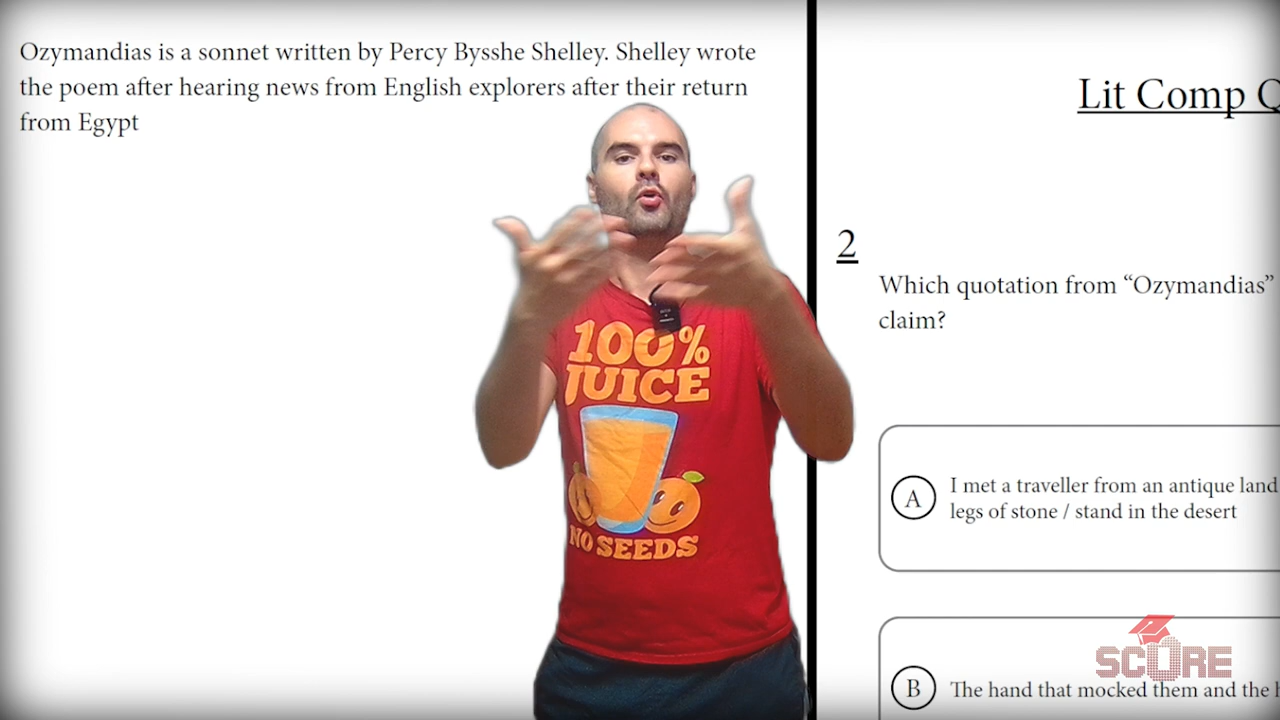 Ozymandias is a sonnet written by Percy Bysshe Shelley. Shelley wrote
the poem after hearing news from English explorers after their return
from Egypt
Lit Comp
2
Which quotation from “Ozymandias”
claim?
A
I met a traveller from an antique land
legs of stone / stand in the desert
B
The hand that mocked them and the
100%
JUICE
NO SEEDS
SCORE